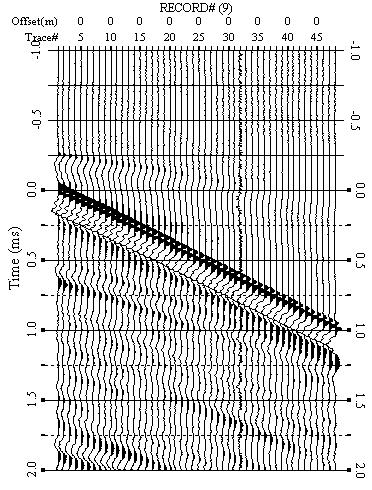 RECORD# (9)
Offset(m) 0 0 0 0 0 0 0 0 0
Trace# 5 10 15 20 25 30 35 40 45
-1.0 -1.0
-0.5 -0.5
0.0 0.0
Time (ms)
0.5 0.5
1.0 1.0
1.5 1.5
2.0 2.0